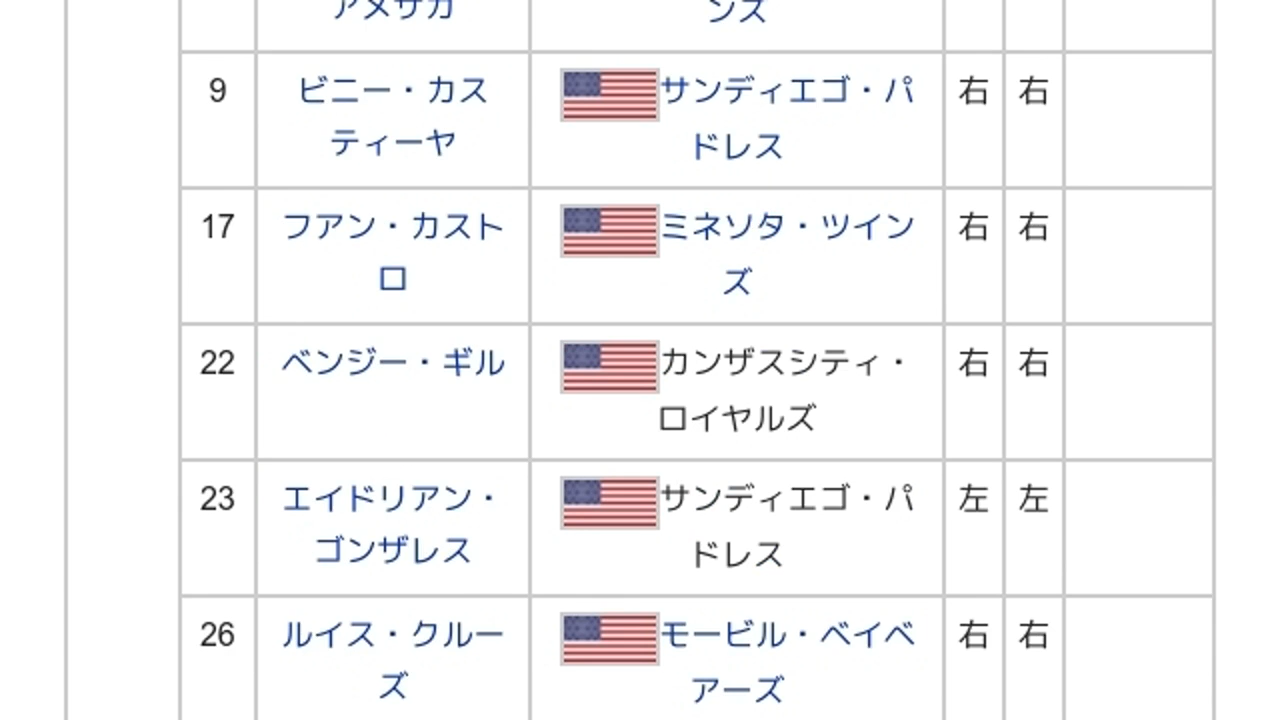 アメザガ
ンズ
9 ビニー・カス サンディエゴ・パ 右 右
ティーヤ ドレス
17 フアン・カスト ミネソタ・ツイン 右 右
ロ ズ
22 ベンジー・ギル カンザスシティ・ 右 右
ロイヤルズ
23 エイドリアン・ サンディエゴ・パ 左 左
ゴンザレス ドレス
26 ルイス・クルー モービル・ベイベ 右 右
ズ アーズ